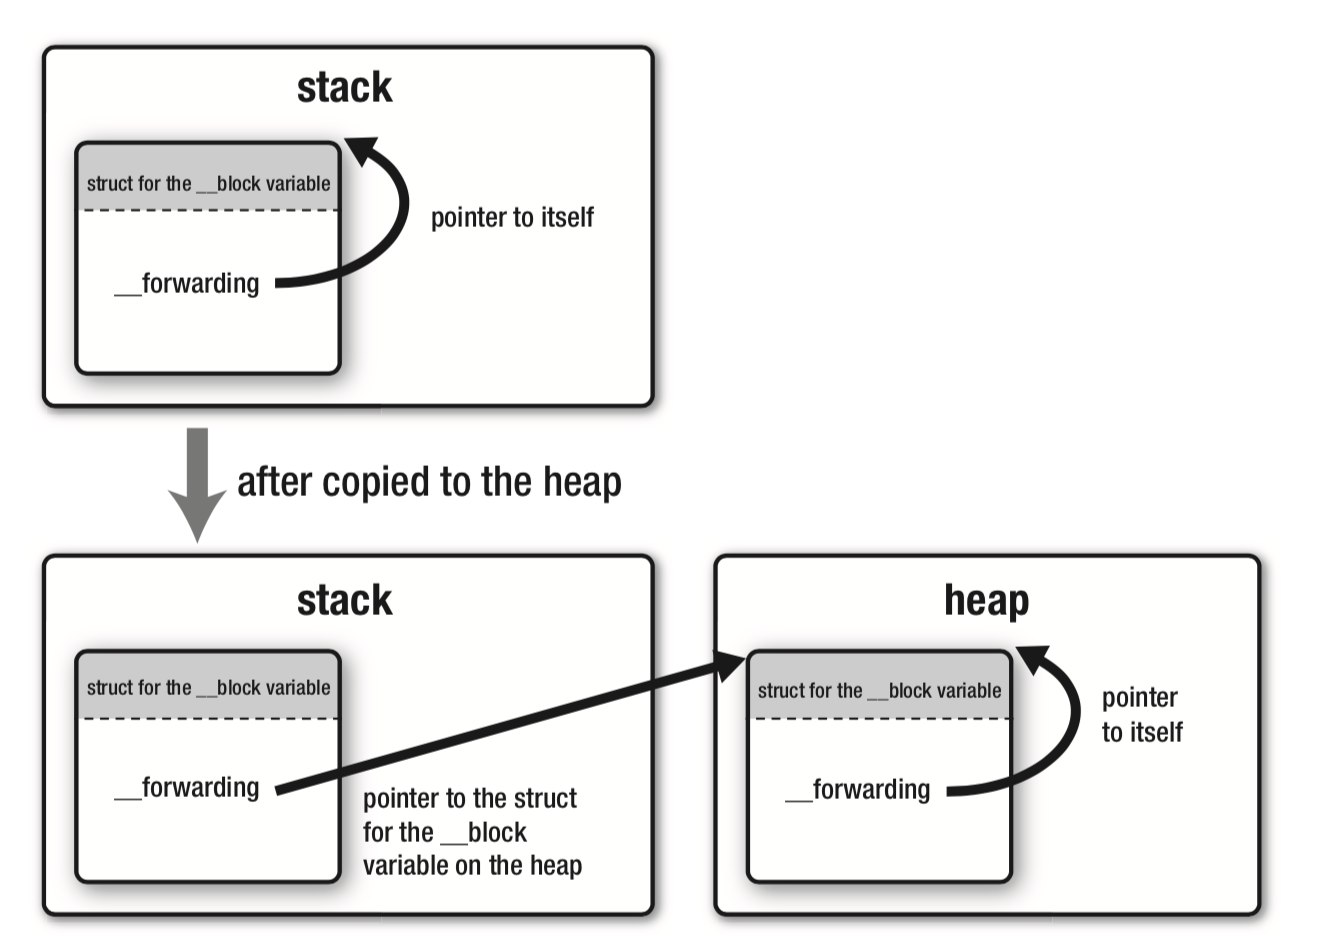 stack
struct for the __block variable
pointer to itself
__forwarding
after copied to the heap
stack
struct for the __block variable
__forwarding
pointer to the struct
for the __block
variable on the heap
heap
struct for the __block variable
pointer
to itself
__forwarding